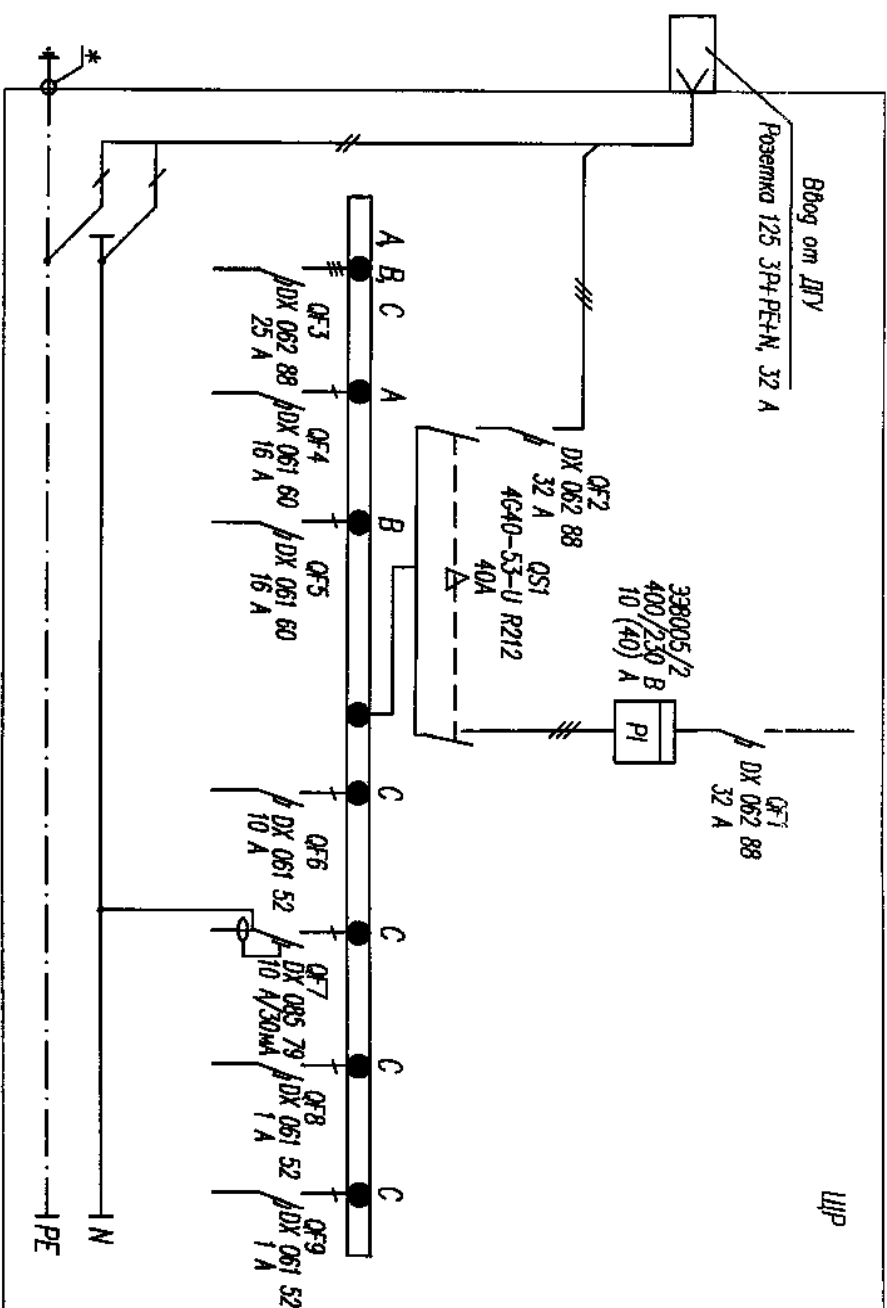 ЩР
Ввод от ДГУ
Розетка 125 3P+PE+N, 32 А
QF1
DX 062 88
32 А
ЭЭ8005/2
400/230 В
10 (40) А
PI
QF2
DX 062 88
32 А
QS1
4G40-53-U R212
40А
А, В, С
А
В
С
С
С
С
QF3
DX 062 88
25 А
QF4
DX 061 60
16 А
QF5
DX 061 60
16 А
QF6
DX 061 52
10 А
QF7
DX 085 79
10 А/30мА
QF8
DX 061 52
1 А
QF9
DX 061 52
1 А
N
PE
*